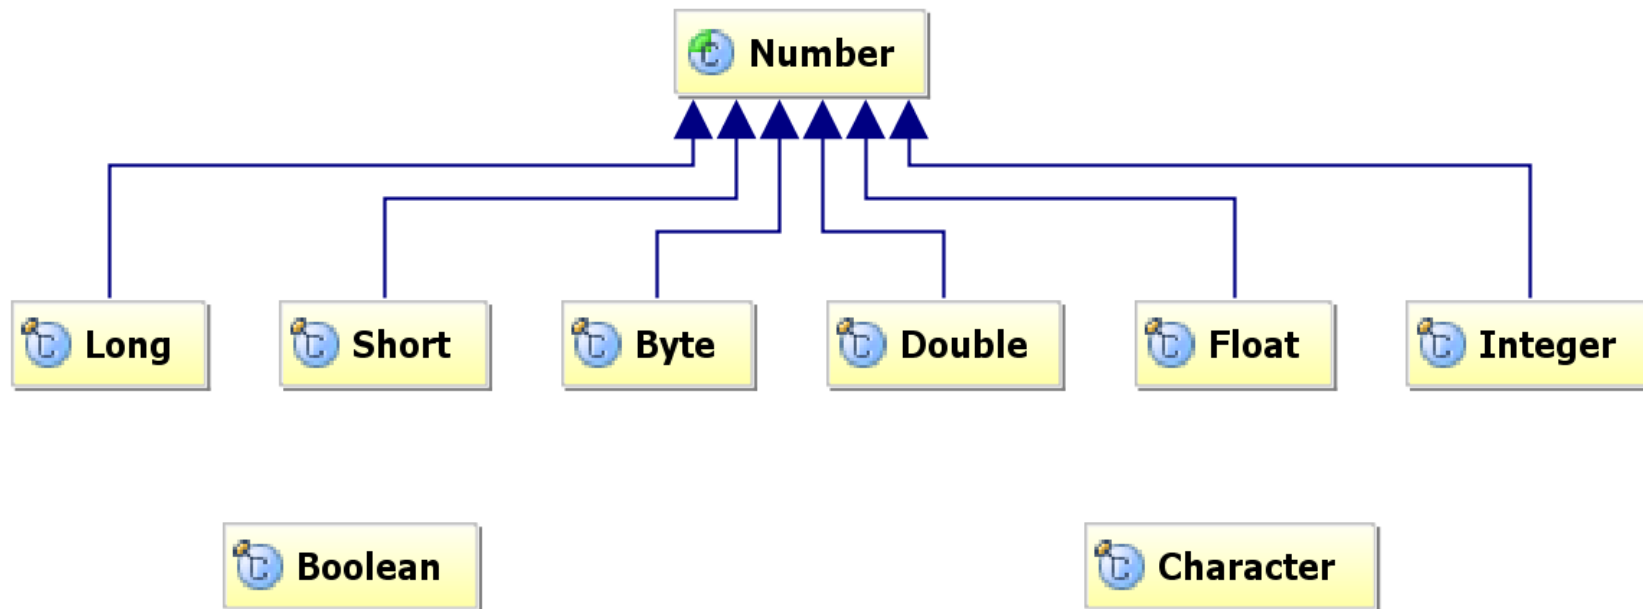 Number
Long
Short
Byte
Double
Float
Integer
Boolean
Character